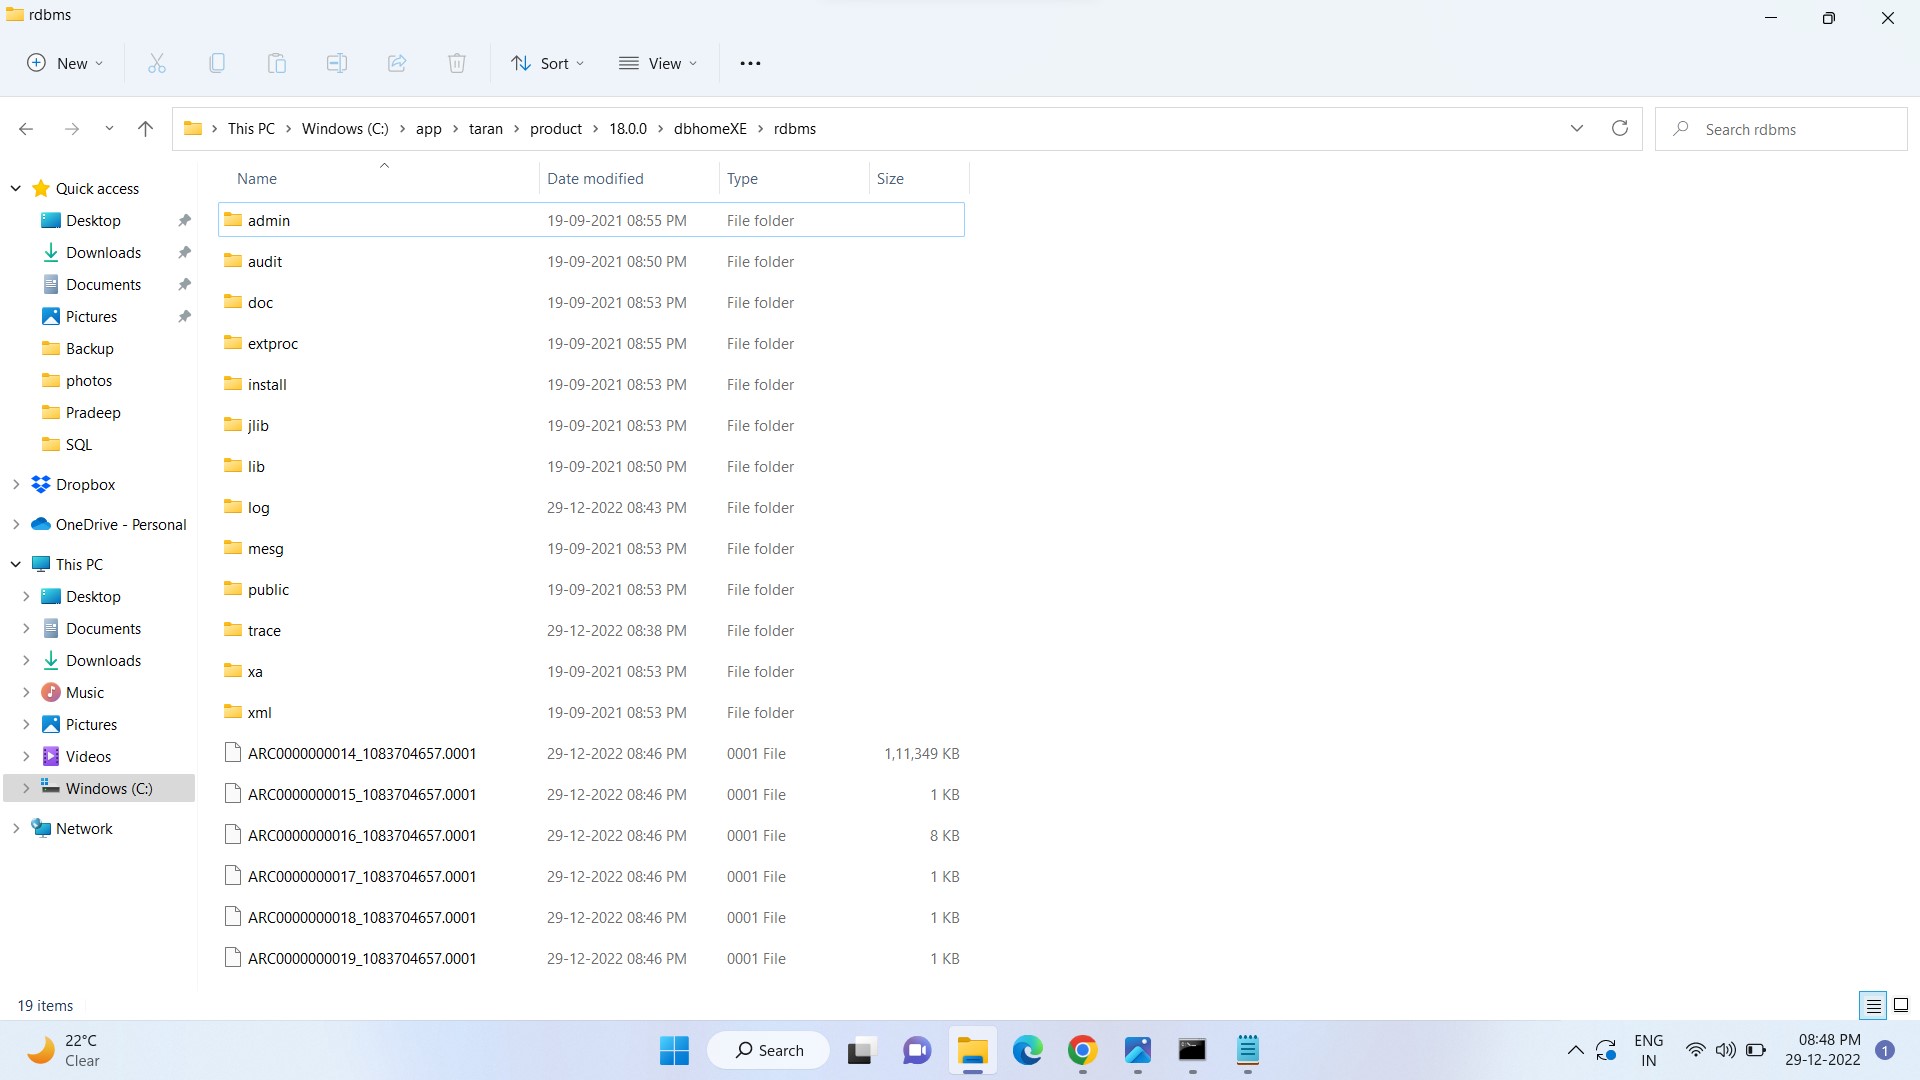 rdbms
New
Sort
View
This PC
Windows (C:)
app
taran
product
18.0.0
dbhomeXE
rdbms
Search rdbms
Quick access
Desktop
Downloads
Documents
Pictures
Backup
photos
Pradeep
SQL
Dropbox
OneDrive - Personal
This PC
Desktop
Documents
Downloads
Music
Pictures
Videos
Windows (C:)
Network
Name Date modified Type Size
admin 19-09-2021 08:55 PM File folder
audit 19-09-2021 08:50 PM File folder
doc 19-09-2021 08:53 PM File folder
extproc 19-09-2021 08:55 PM File folder
install 19-09-2021 08:53 PM File folder
jlib 19-09-2021 08:53 PM File folder
lib 19-09-2021 08:50 PM File folder
log 29-12-2022 08:43 PM File folder
mesg 19-09-2021 08:53 PM File folder
public 19-09-2021 08:53 PM File folder
trace 29-12-2022 08:38 PM File folder
xa 19-09-2021 08:53 PM File folder
xml 19-09-2021 08:53 PM File folder
ARC0000000014_1083704657.0001 29-12-2022 08:46 PM 0001 File 1,11,349 KB
ARC0000000015_1083704657.0001 29-12-2022 08:46 PM 0001 File 1 KB
ARC0000000016_1083704657.0001 29-12-2022 08:46 PM 0001 File 8 KB
ARC0000000017_1083704657.0001 29-12-2022 08:46 PM 0001 File 1 KB
ARC0000000018_1083704657.0001 29-12-2022 08:46 PM 0001 File 1 KB
ARC0000000019_1083704657.0001 29-12-2022 08:46 PM 0001 File 1 KB
19 items
22°C
Clear
Search
ENG
IN
08:48 PM
29-12-2022
1